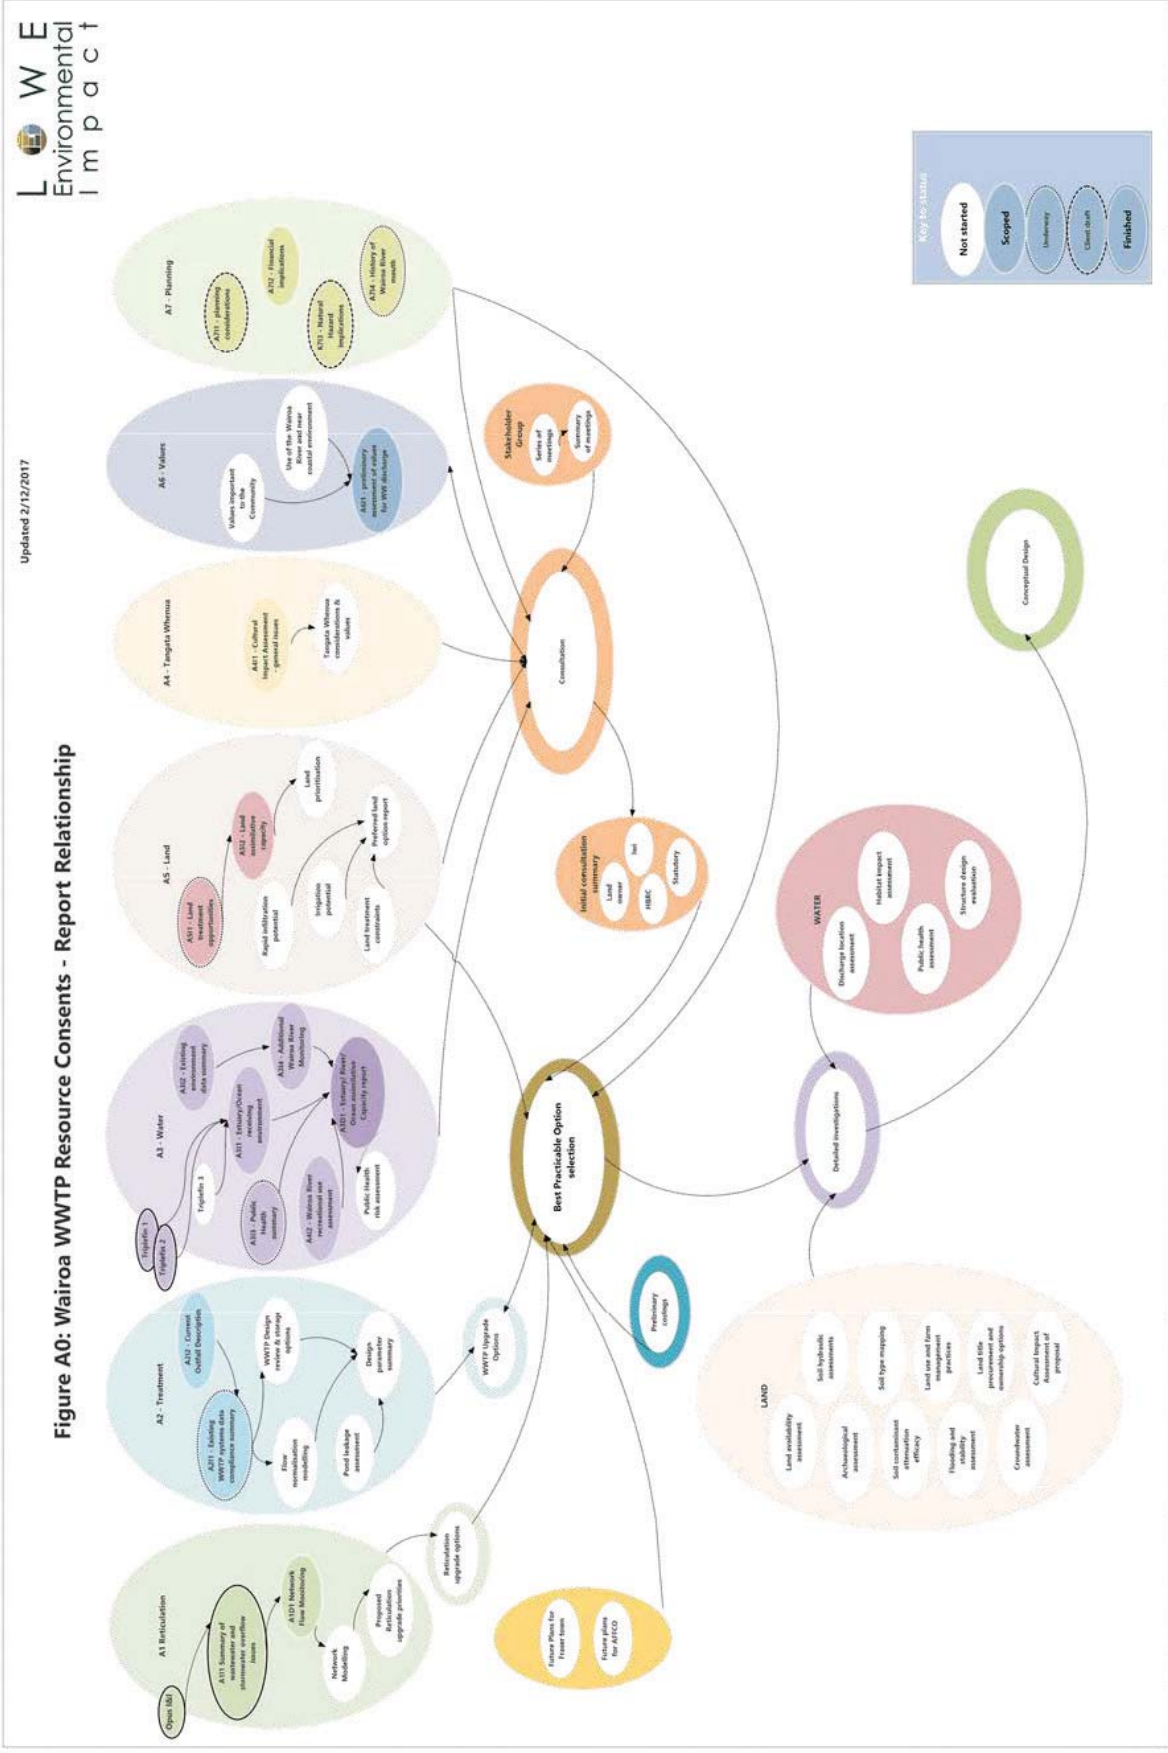 Figure A0: Wairoa WWTP Resource Consents - Report Relationship
Updated 2/12/2017
LOWE
Environmental
Impact
A1 Reticulation
Opus I&I
A1I1 Summary of
wastewater and
stormwater overflow
issues
A1D1 Network
Flow Monitoring
Network
Modelling
Proposed
Reticulation
upgrade priorities
Reticulation
upgrade options
A2 - Treatment
A2I2 - Current
Outfall Description
A2I1 - Existing
WWTP systems data
compliance summary
WWTP Design
review & storage
options
Flow
normalisation
modelling
Pond leakage
assessment
Design
parameter
summary
WWTP Upgrade
Options
A3 - Water
Triplefin 1
Triplefin 2
Triplefin 3
A3I2 - Existing
environment
data summary
A3I1 - Estuary/Ocean
receiving
environment
A3I4 - Additional
Wairoa River
Monitoring
A3I3 - Public
Health
summary
A4I2 - Wairoa River
recreational use
assessment
A3D1 - Estuary/ River/
Ocean assimilative
Capacity report
Public Health
risk assessment
A5 - Land
A5I1 - Land
treatment
opportunities
A5I2 - Land
assimilative
capacity
Land
prioritisation
Rapid infiltration
potential
Irrigation
potential
Land treatment
constraints
Preferred land
option report
A4 - Tangata Whenua
A4I1 - Cultural
Impact Assessment
- general issues
Tangata Whenua
considerations &
values
A6 - Values
Values important
to the
Community
Use of the Wairoa
River and near
coastal environment
A6I1 - preliminary
assessment of values
for WW discharge
A7 - Planning
A7I1 - planning
considerations
A7I2 - Financial
implications
A7I3 - Natural
Hazard
Implications
A7I4 - History of
Wairoa River
mouth
Stakeholder
Group
Series of
meetings
Summary
of meetings
Consultation
Initial consultation
summary
Land
owner
Iwi
HBRC
Statutory
Best Practicable Option
selection
Preliminary
costings
Future Plans for
Fraser town
Future plans
for AFFCO
LAND
Land availability
assessment
Soil hydraulic
assessments
Archaeological
assessment
Soil type mapping
Soil contaminant
attenuation
efficacy
Land use and farm
management
practices
Flooding and
stability
assessment
Land title
procurement and
ownership options
Groundwater
assessment
Cultural Impact
Assessment of
proposal
Detailed investigations
WATER
Discharge location
assessment
Habitat impact
assessment
Public health
assessment
Structure design
evaluation
Conceptual Design
Key to status
Not started
Scoped
Underway
Client draft
Finished